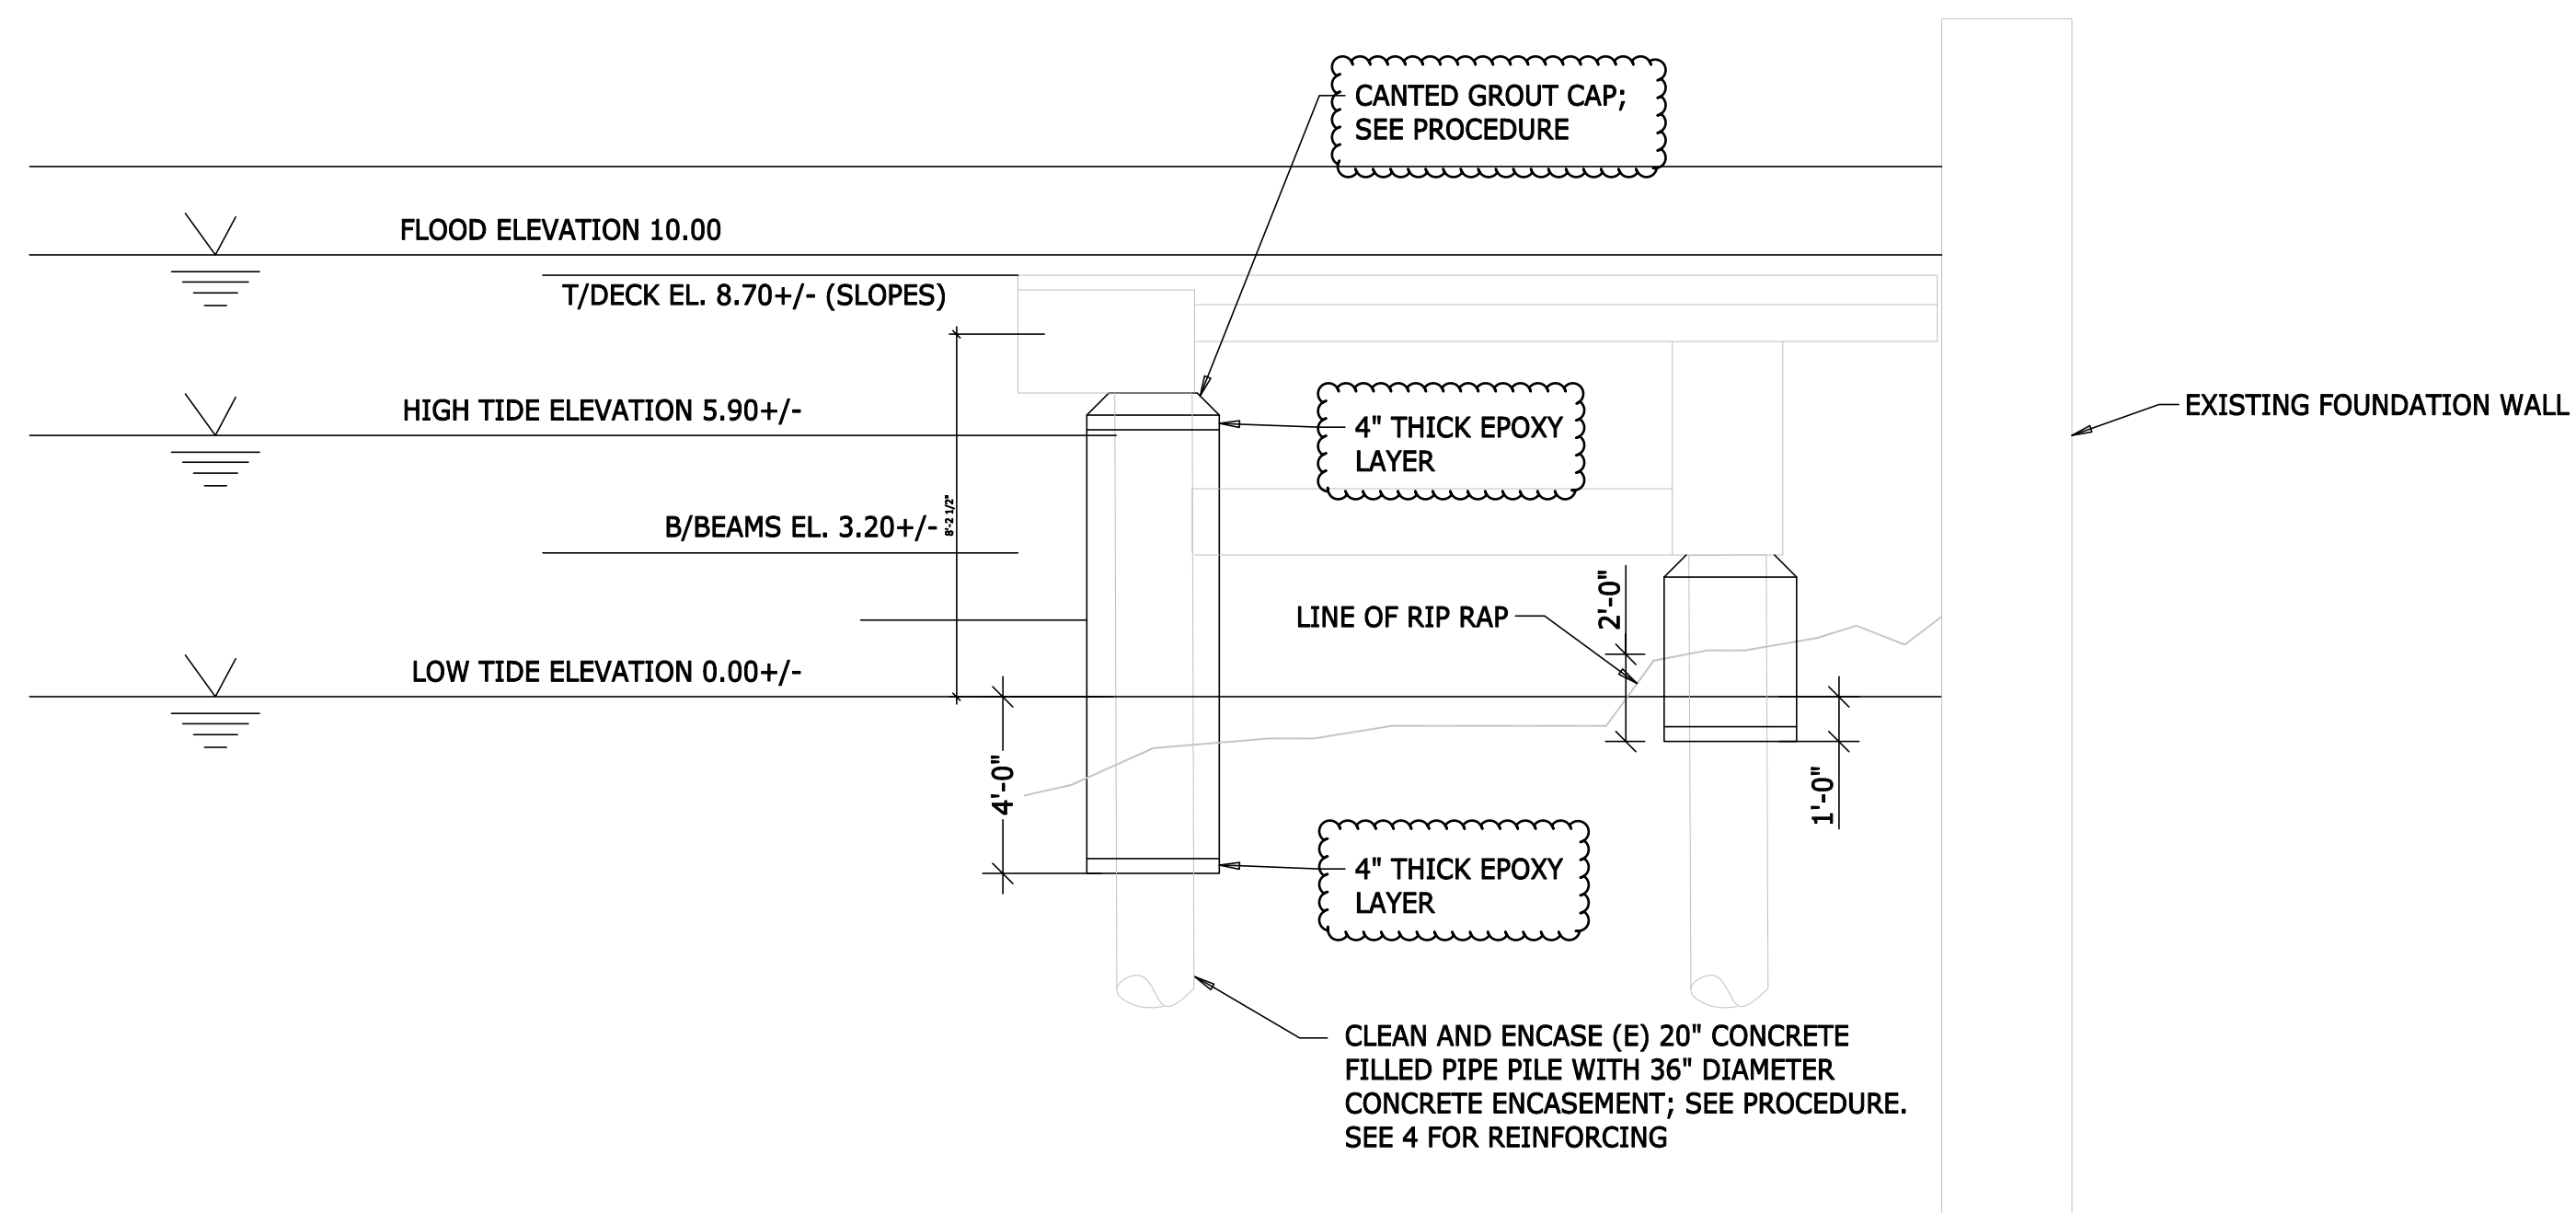 CANTED GROUT CAP;
SEE PROCEDURE
FLOOD ELEVATION 10.00
T/DECK EL. 8.70+/- (SLOPES)
HIGH TIDE ELEVATION 5.90+/-
4" THICK EPOXY
LAYER
EXISTING FOUNDATION WALL
B/BEAMS EL. 3.20+/-
8'-2 1/2"
LINE OF RIP RAP
2'-0"
LOW TIDE ELEVATION 0.00+/-
4'-0"
1'-0"
4" THICK EPOXY
LAYER
CLEAN AND ENCASE (E) 20" CONCRETE
FILLED PIPE PILE WITH 36" DIAMETER
CONCRETE ENCASEMENT; SEE PROCEDURE.
SEE 4 FOR REINFORCING